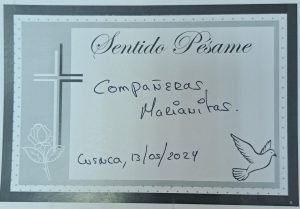 Sentido Pésame
Compañeras
Marianitas.
Cuenca, 13/05/2024